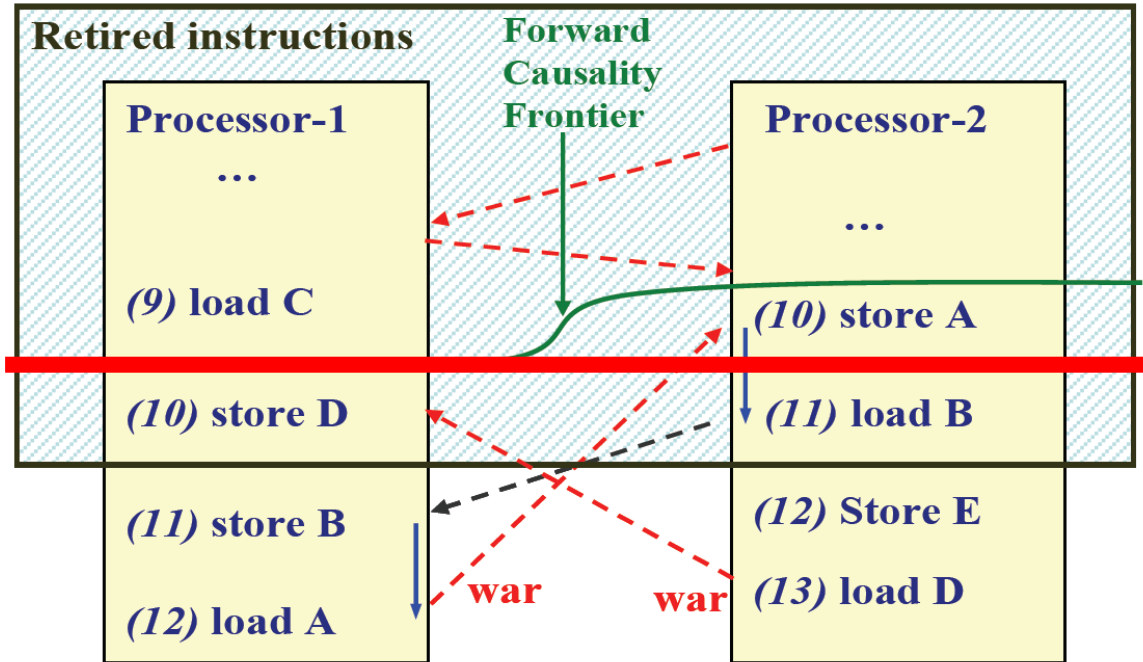 Retired instructions
Forward
Causality
Frontier
Processor-1
...
(9) load C
(10) store D
(11) store B
(12) load A
war
war
Processor-2
...
(10) store A
(11) load B
(12) Store E
(13) load D